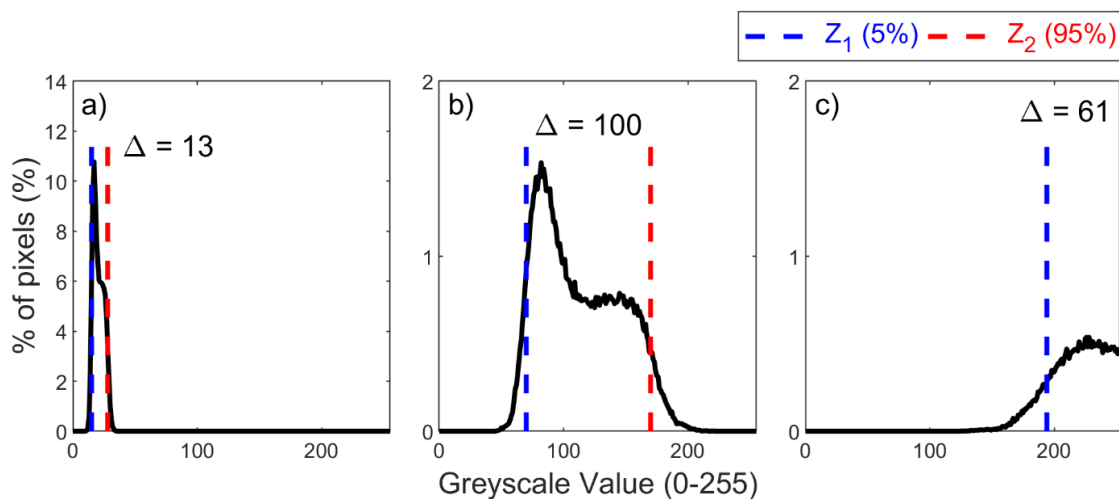 Z1 (5%) Z2 (95%)
a) Δ = 13
b) Δ = 100
c) Δ = 61
14
12
10
8
6
4
2
0
2
1
0
2
1
0
0 100 200 0 100 200 0 100 200
% of pixels (%)
Greyscale Value (0-255)